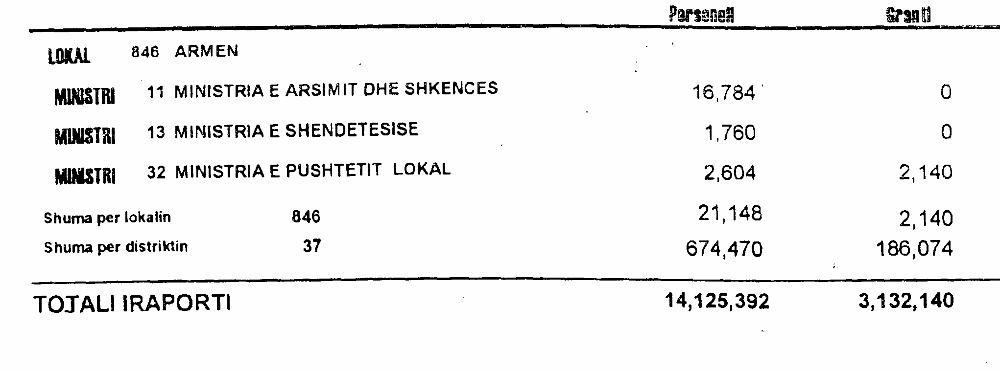 Personeli Granti
LOKAL 846 ARMEN
MINISTRI 11 MINISTRIA E ARSIMIT DHE SHKENCES 16,784 0
MINISTRI 13 MINISTRIA E SHENDETESISE 1,760 0
MINISTRI 32 MINISTRIA E PUSHTETIT LOKAL 2,604 2,140
Shuma per lokalin 846 21,148 2,140
Shuma per distriktin 37 674,470 186,074
TOTALI I RAPORTI 14,125,392 3,132,140